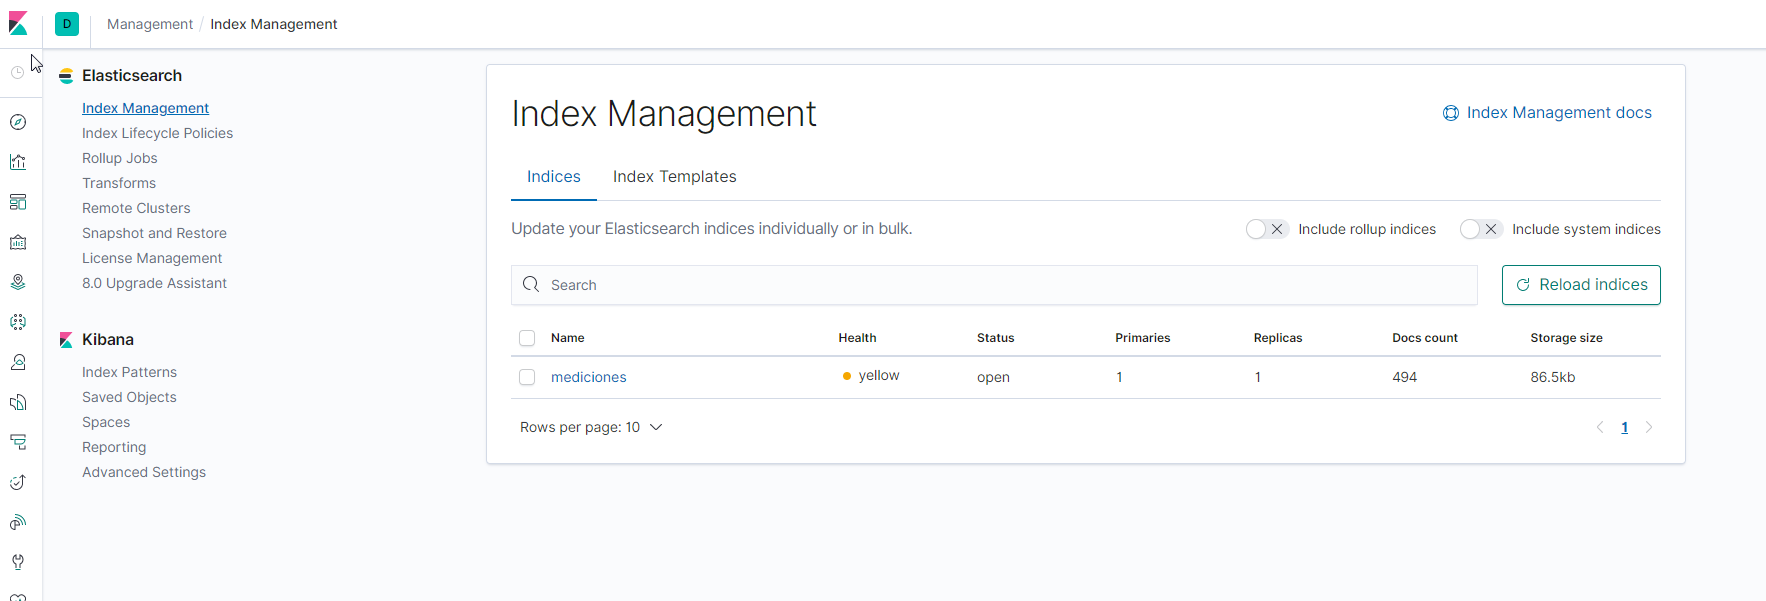 D Management / Index Management
Elasticsearch
Index Management
Index Lifecycle Policies
Rollup Jobs
Transforms
Remote Clusters
Snapshot and Restore
License Management
8.0 Upgrade Assistant
Kibana
Index Patterns
Saved Objects
Spaces
Reporting
Advanced Settings
Index Management
Index Management docs
Indices Index Templates
Update your Elasticsearch indices individually or in bulk.
Include rollup indices Include system indices
Search
Reload indices
Name Health Status Primaries Replicas Docs count Storage size
mediciones yellow open 1 1 494 86.5kb
Rows per page: 10
1